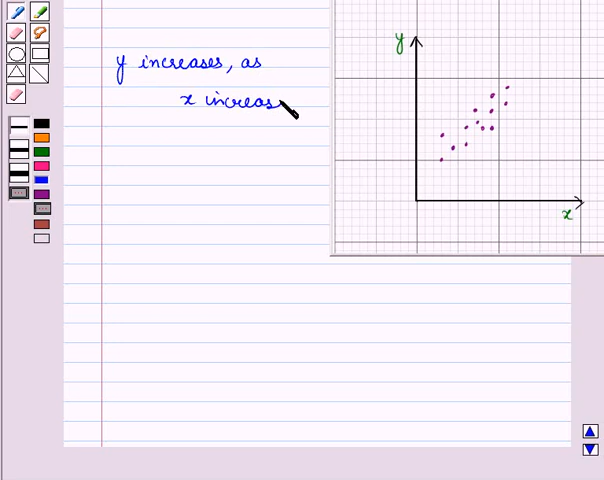 y increases, as
x increas
y
x